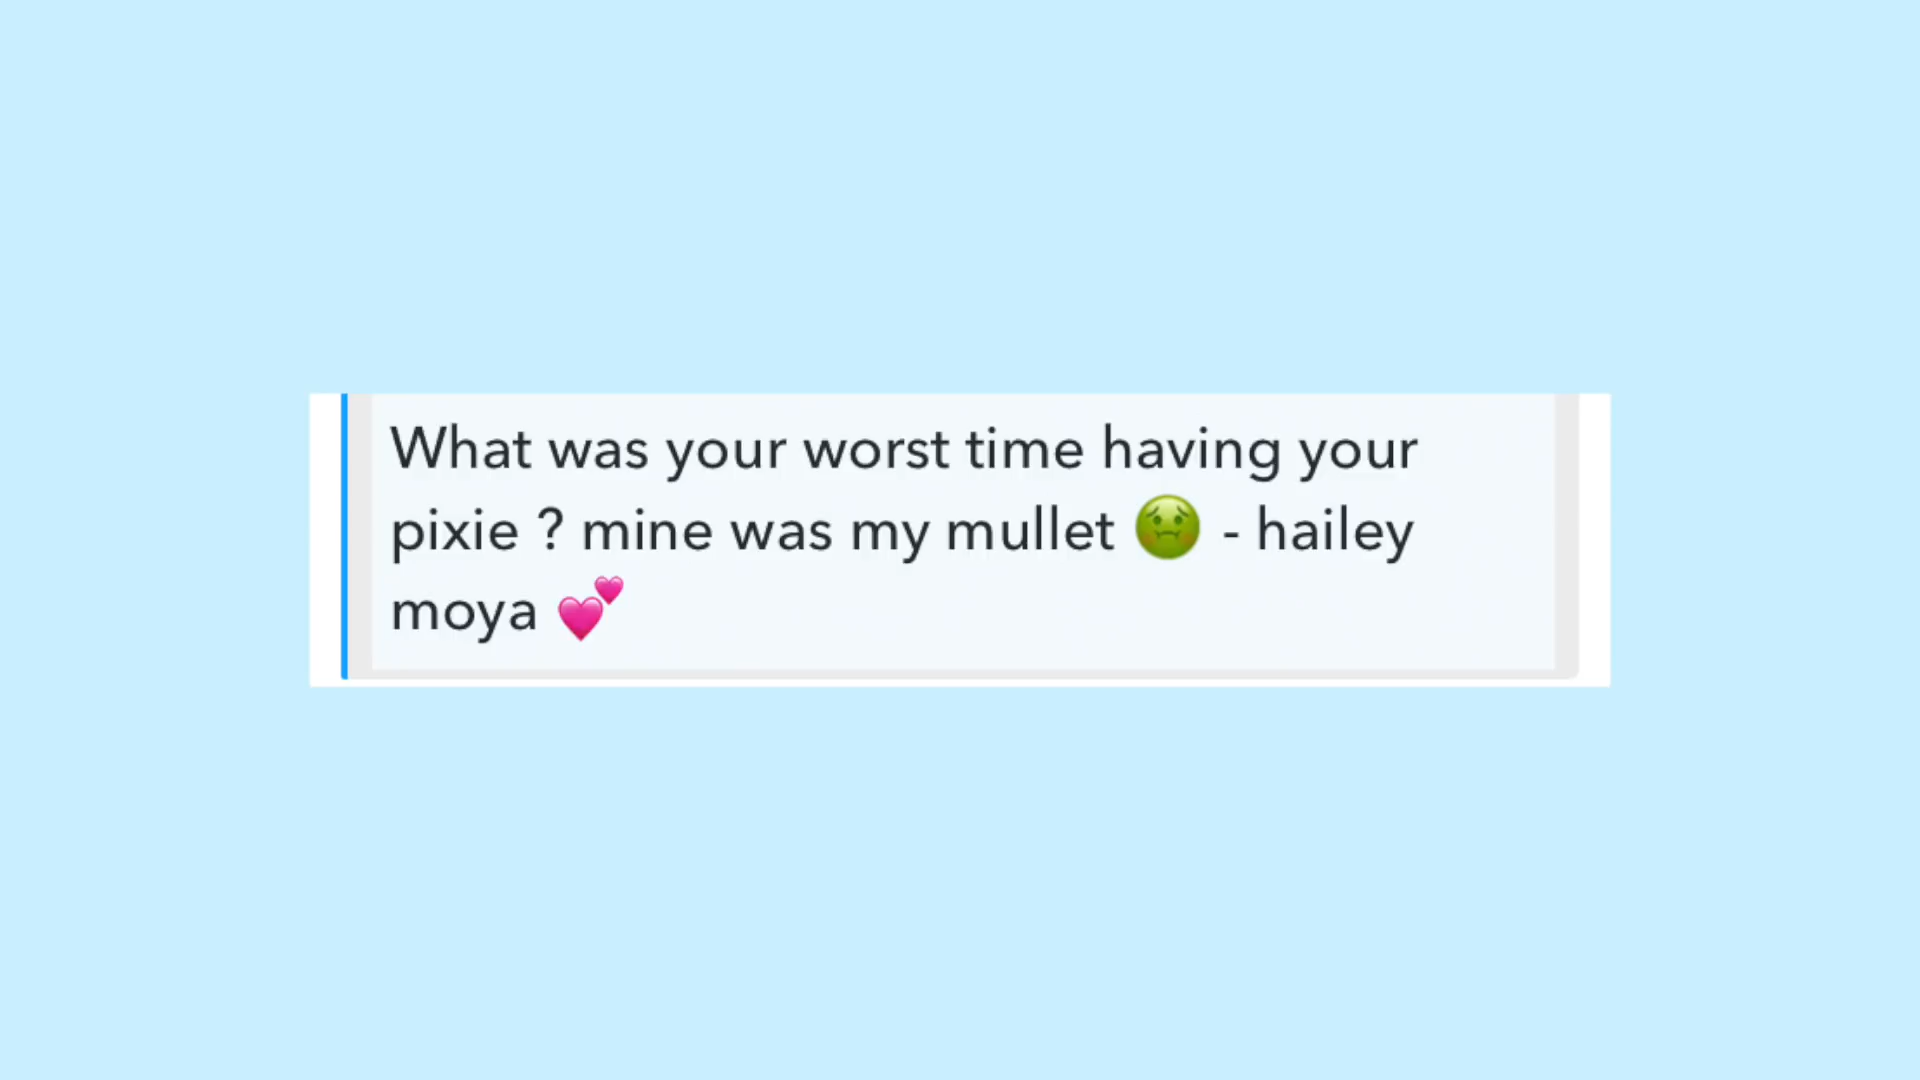 What was your worst time having your
pixie ? mine was my mullet 🤢 - hailey
moya 💕